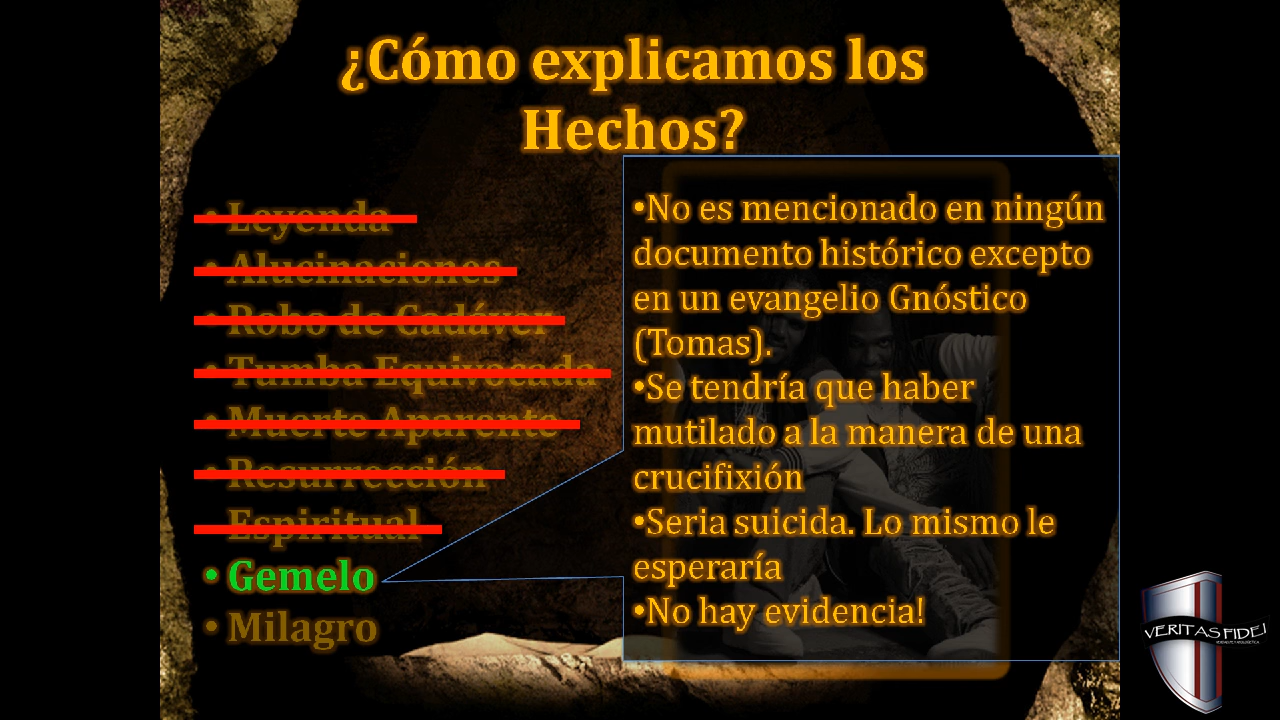 ¿Cómo explicamos los
Hechos?
• Leyenda
• Alucinaciones
• Robo de Cadáver
• Tumba Equivocada
• Muerte Aparente
• Resurrección
Espiritual
• Gemelo
• Milagro
•No es mencionado en ningún
documento histórico excepto
en un evangelio Gnóstico
(Tomas).
•Se tendría que haber
mutilado a la manera de una
crucifixión
•Seria suicida. Lo mismo le
esperaría
•No hay evidencia!
VERITAS FIDEI